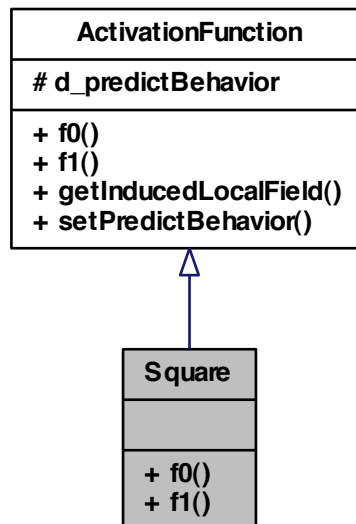 ActivationFunction
# d_predictBehavior
+ f0()
+ f1()
+ getInducedLocalField()
+ setPredictBehavior()
Square
+ f0()
+ f1()